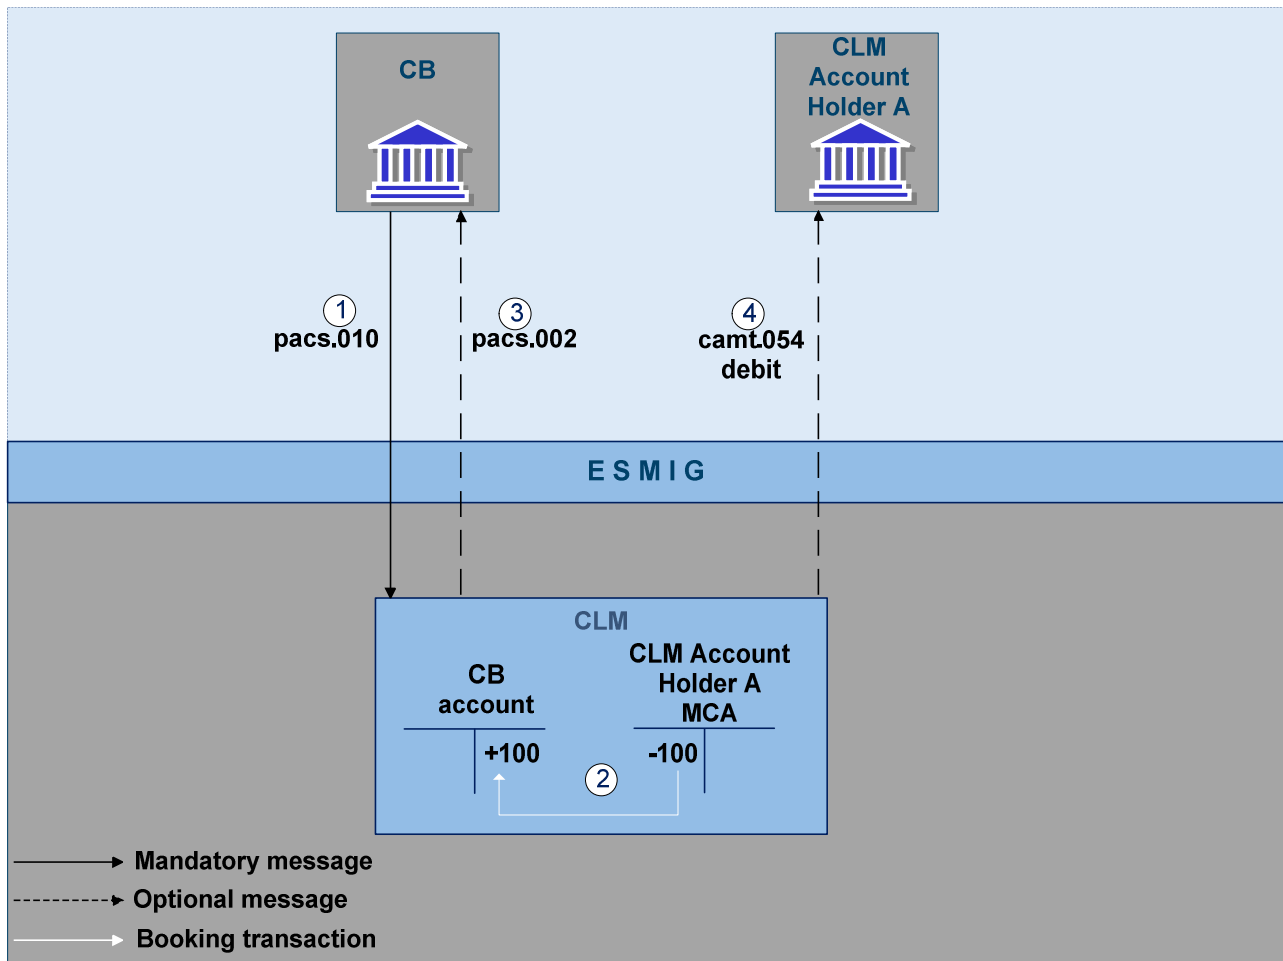 CB
CLM
Account
Holder A
1
pacs.010
3
pacs.002
4
camt.054
debit
E S M I G
CLM
CB
account
CLM Account
Holder A
MCA
+100
-100
2
Mandatory message
Optional message
Booking transaction